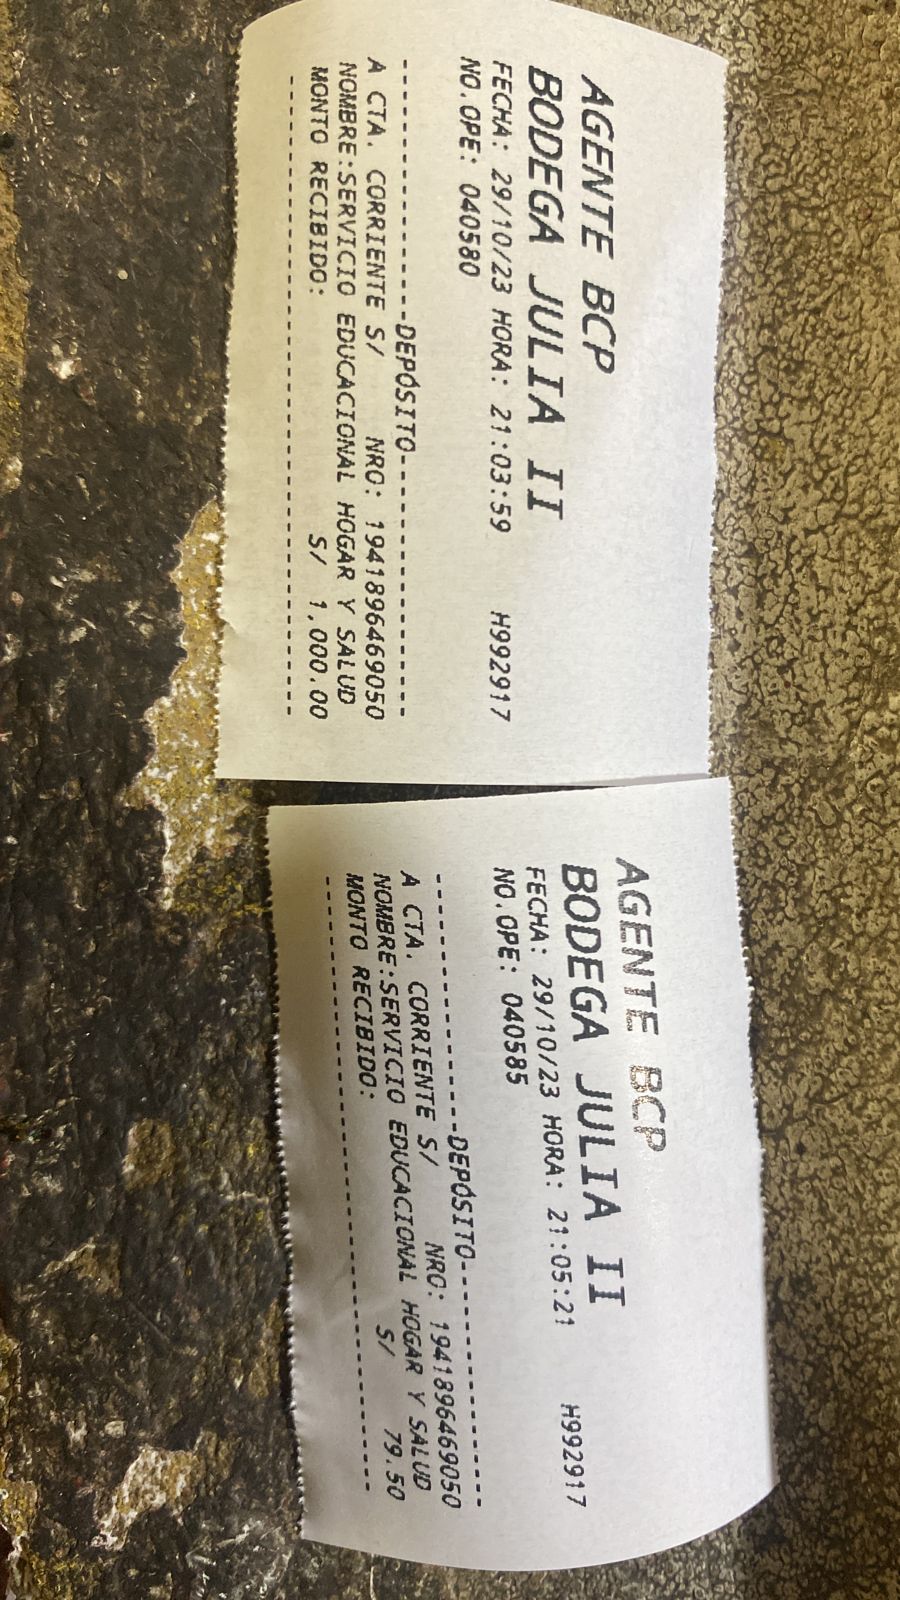 AGENTE BCP
BODEGA JULIA II
FECHA: 29/10/23 HORA: 21:03:59 H992917
NO.OPE: 040580
--------------------DEPÓSITO--------------------
A CTA. CORRIENTE S/ NRO: 1941896469050
NOMBRE:SERVICIO EDUCACIONAL HOGAR Y SALUD
MONTO RECIBIDO: S/ 1,000.00
------------------------------------------------
AGENTE BCP
BODEGA JULIA II
FECHA: 29/10/23 HORA: 21:05:21 H992917
NO.OPE: 040585
--------------------DEPÓSITO--------------------
A CTA. CORRIENTE S/ NRO: 1941896469050
NOMBRE:SERVICIO EDUCACIONAL HOGAR Y SALUD
MONTO RECIBIDO: S/ 79.50
------------------------------------------------